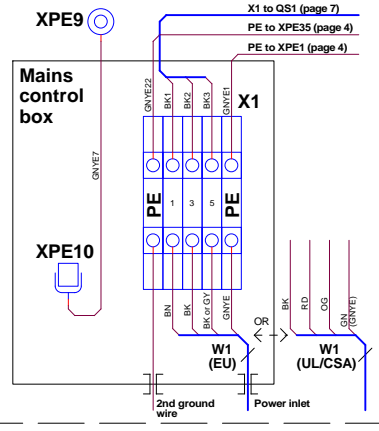 X1 to QS1 (page 7)
XPE9
PE to XPE35 (page 4)
PE to XPE1 (page 4)
Mains
control
box
GNYE22
BK1
BK2
BK3
GNYE1
X1
GNYE7
PE
1
3
5
PE
XPE10
BN
BK
BK or GY
GNYE
OR
BK
RD
OG
GN
(GNYE)
W1
(EU)
W1
(UL/CSA)
2nd ground
wire
Power inlet